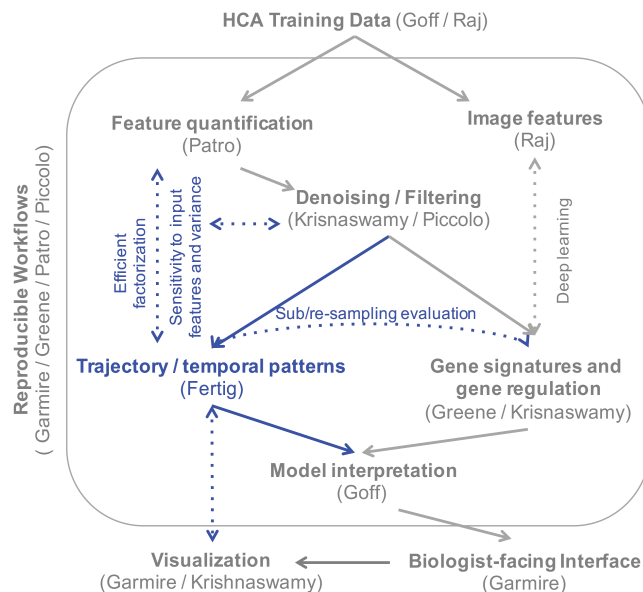 HCA Training Data (Goff / Raj)
Reproducible Workflows
( Garmire / Greene / Patro / Piccolo)
Feature quantification
(Patro)
Image features
(Raj)
Denoising / Filtering
(Krisnaswamy / Piccolo)
Efficient
factorization
Sensitivity to input
features and variance
Deep learning
Sub/re-sampling evaluation
Trajectory / temporal patterns
(Fertig)
Gene signatures and
gene regulation
(Greene / Krisnaswamy)
Model interpretation
(Goff)
Visualization
(Garmire / Krishnaswamy)
Biologist-facing Interface
(Garmire)